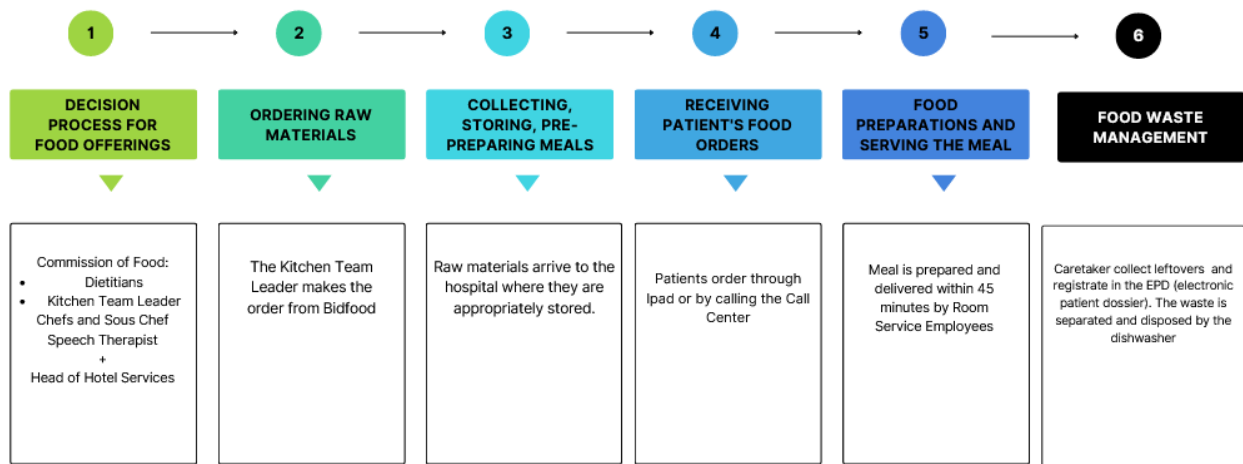 1
2
3
4
5
6
DECISION
PROCESS FOR
FOOD OFFERINGS
ORDERING RAW
MATERIALS
COLLECTING,
STORING, PRE-
PREPARING MEALS
RECEIVING
PATIENT'S FOOD
ORDERS
FOOD
PREPARATIONS AND
SERVING THE MEAL
FOOD WASTE
MANAGEMENT
Commission of Food:
• Dietitians
• Kitchen Team Leader
Chefs and Sous Chef
Speech Therapist
+
Head of Hotel Services
The Kitchen Team
Leader makes the
order from Bidfood
Raw materials arrive to the
hospital where they are
appropriately stored.
Patients order through
Ipad or by calling the Call
Center
Meal is prepared and
delivered within 45
minutes by Room
Service Employees
Caretaker collect leftovers and
registrate in the EPD (electronic
patient dossier). The waste is
separated and disposed by the
dishwasher